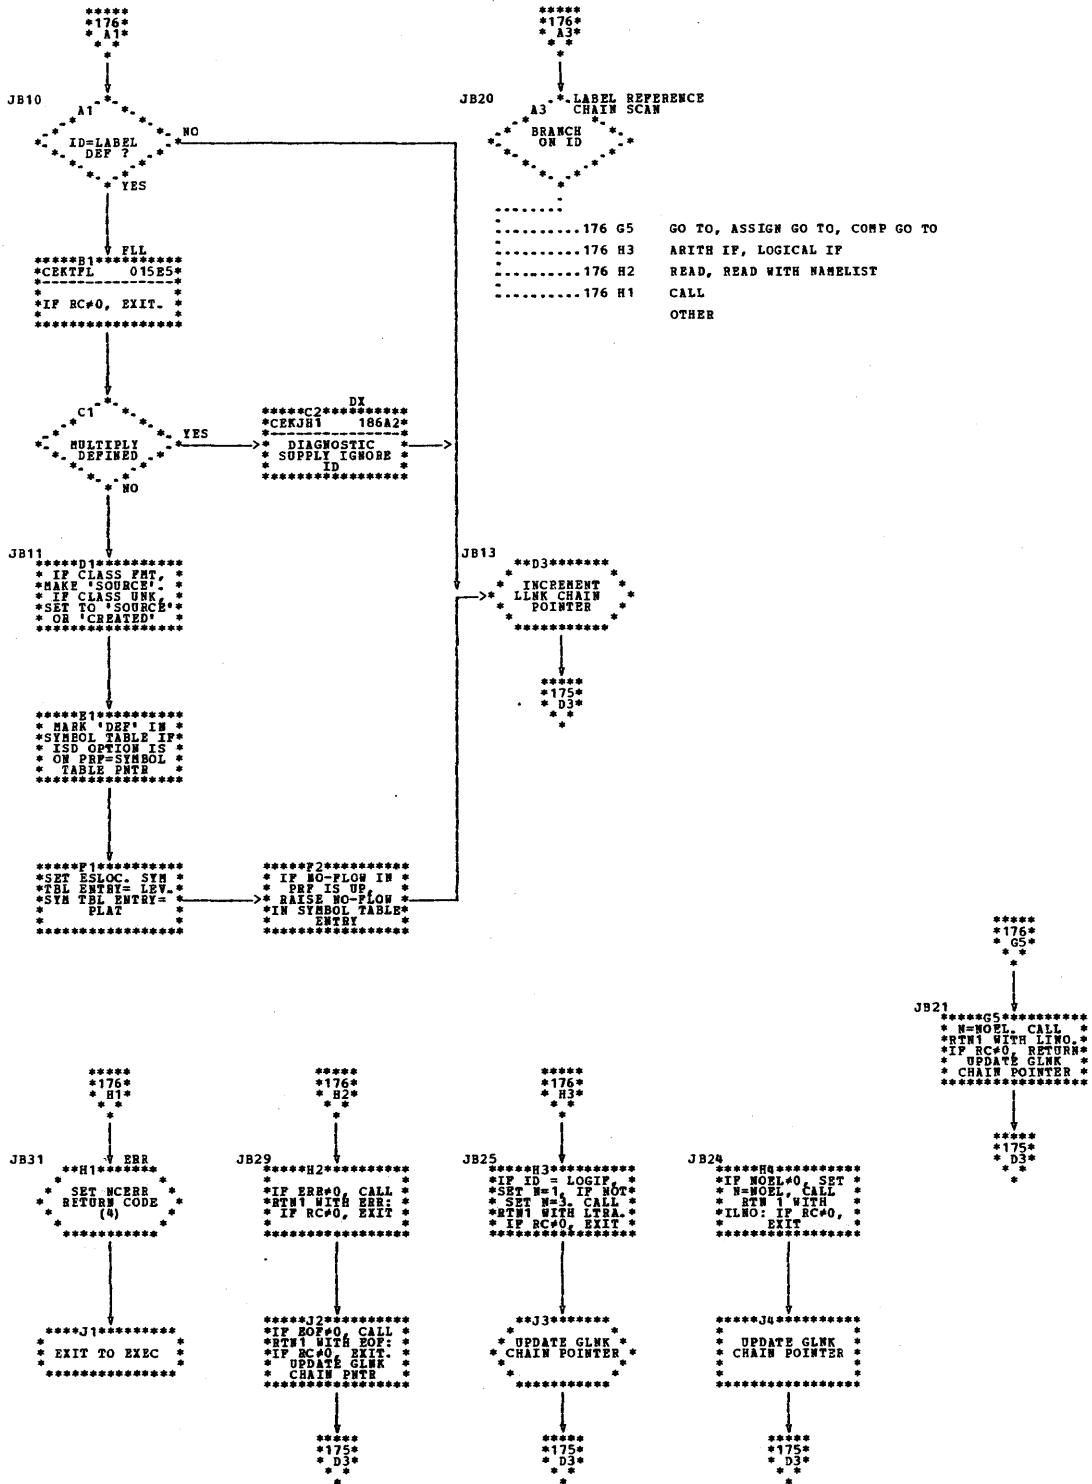 *176*
A1
*176*
A3
JB10
A1
ID=LABEL
DEF ?
NO
YES
JB20
A3
LABEL REFERENCE
CHAIN SCAN
BRANCH
ON ID
176 G5 GO TO, ASSIGN GO TO, COMP GO TO
176 H3 ARITH IF, LOGICAL IF
176 H2 READ, READ WITH NAMELIST
176 H1 CALL
OTHER
FLL
B1
*CEKTFL 015E5*
*IF RC≠0, EXIT. *
C1
MULTIPLY
DEFINED
YES
NO
DX
C2
*CEKJH1 186A2*
DIAGNOSTIC
SUPPLY IGNORE
ID
JB11
D1
IF CLASS FMT,
MAKE 'SOURCE'.
IF CLASS UNK,
SET TO 'SOURCE'
OR 'CREATED'
JB13
D3
INCREMENT
LLNK CHAIN
POINTER
*175*
D3
E1
MARK 'DEF' IN
SYMBOL TABLE IF
ISD OPTION IS
ON PRF=SYMBOL
TABLE PNTR
F1
SET ESLOC. SYM
TBL ENTRY= LEV.
SYM TBL ENTRY=
PLAT
F2
IF NO-FLOW IN
PRF IS UP,
RAISE NO-FLOW
IN SYMBOL TABLE
ENTRY
*176*
G5
JB21
G5
N=NOEL. CALL
RTN1 WITH LINO.
IF RC≠0, RETURN
UPDATE GLNK
CHAIN POINTER
*175*
D3
*176*
H1
*176*
H2
*176*
H3
JB31
ERR
H1
SET NCERR
RETURN CODE
(4)
J1
EXIT TO EXEC
JB29
H2
IF ERR≠0, CALL
RTN1 WITH ERR:
IF RC≠0, EXIT
J2
IF EOF≠0, CALL
RTN1 WITH EOF:
IF RC≠0, EXIT.
UPDATE GLNK
CHAIN PNTR
*175*
D3
JB25
H3
IF ID = LOGIF,
SET N=1, IF NOT
SET N=3. CALL
RTN1 WITH LTRA.
IF RC≠0, EXIT
J3
UPDATE GLNK
CHAIN POINTER
*175*
D3
JB24
H4
IF NOEL≠0, SET
N=NOEL, CALL
RTN 1 WITH
ILNO: IF RC≠0,
EXIT
J4
UPDATE GLNK
CHAIN POINTER
*175*
D3